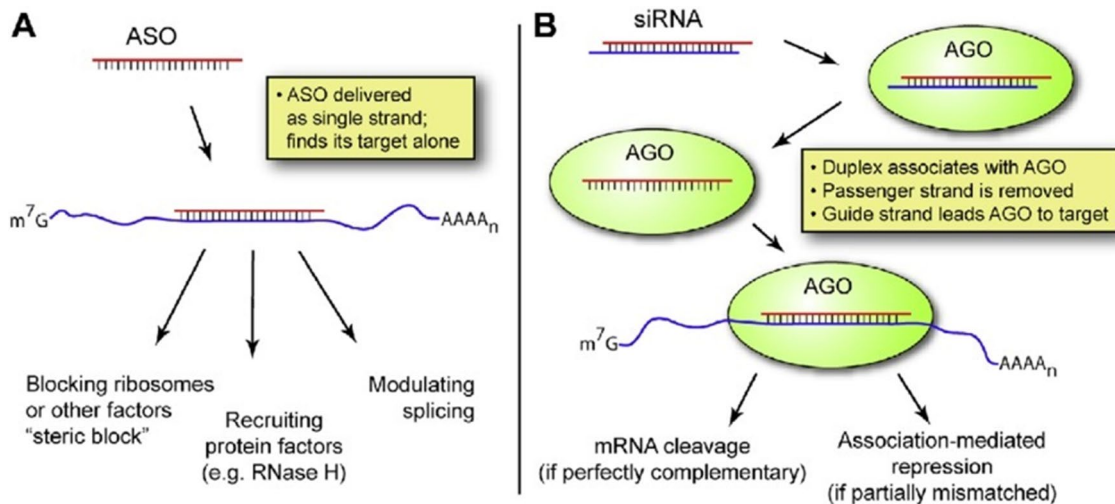 A
ASO
• ASO delivered
as single strand;
finds its target alone
m⁷G
AAAAₙ
Blocking ribosomes
or other factors
“steric block”
Recruiting
protein factors
(e.g. RNase H)
Modulating
splicing
B
siRNA
AGO
AGO
• Duplex associates with AGO
• Passenger strand is removed
• Guide strand leads AGO to target
AGO
m⁷G
AAAAₙ
mRNA cleavage
(if perfectly complementary)
Association-mediated
repression
(if partially mismatched)